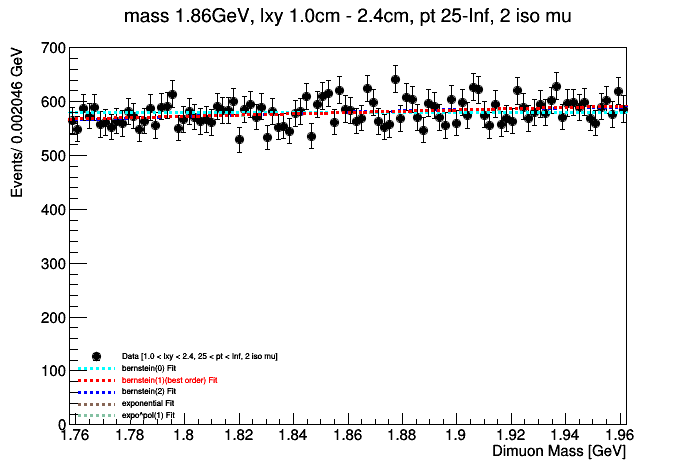 mass 1.86GeV, lxy 1.0cm - 2.4cm, pt 25-Inf, 2 iso mu
Events/ 0.002046 GeV
700
600
500
400
300
200
100
0
Data [1.0 < lxy < 2.4, 25 < pt < Inf, 2 iso mu]
bernstein(0) Fit
bernstein(1)(best order) Fit
bernstein(2) Fit
exponential Fit
expo*pol(1) Fit
1.76 1.78 1.8 1.82 1.84 1.86 1.88 1.9 1.92 1.94 1.96
Dimuon Mass [GeV]